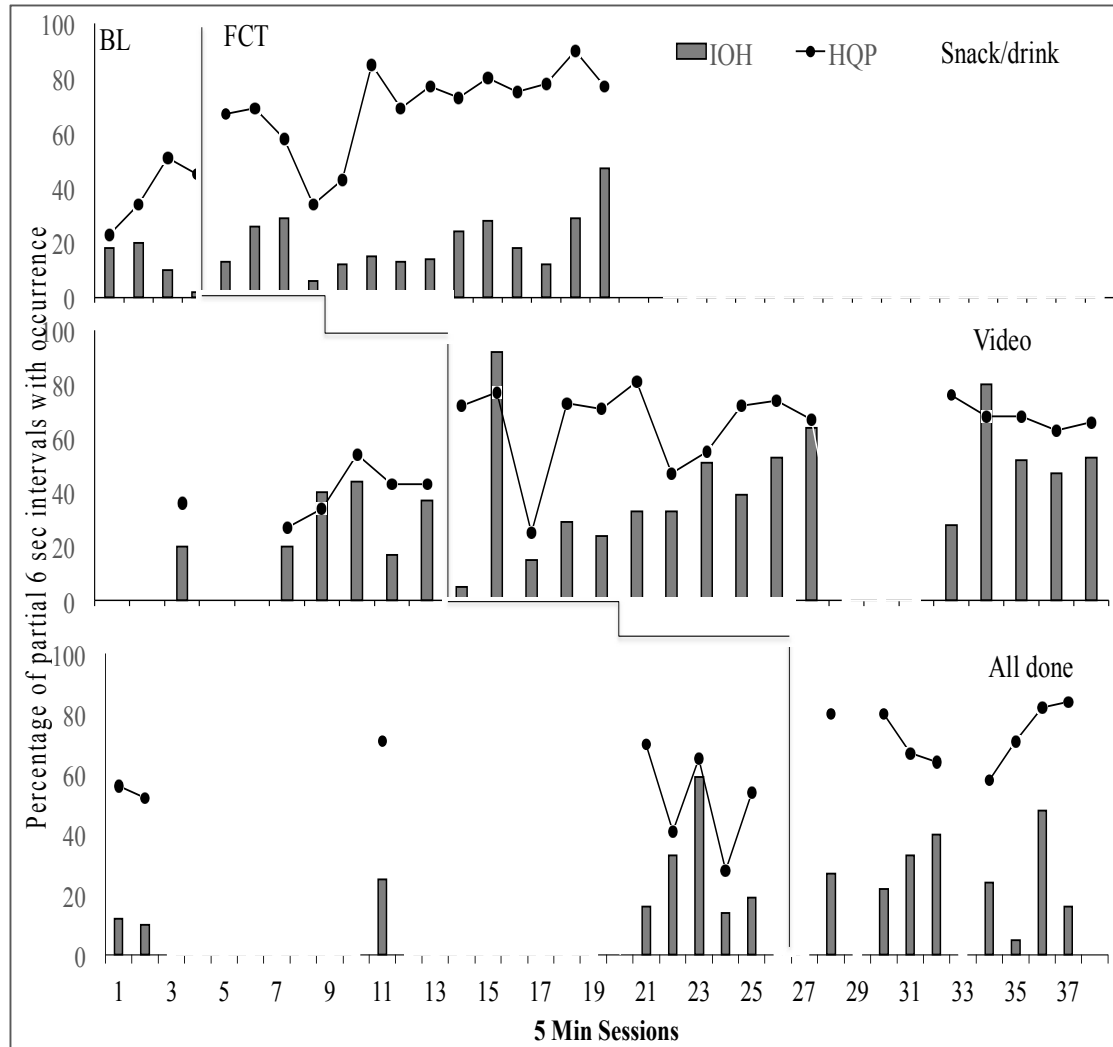 BL
FCT
IOH
HQP
Snack/drink
100
80
60
40
20
0
Video
100
80
60
40
20
0
All done
100
80
60
40
20
0
Percentage of partial 6 sec intervals with occurrence
1 3 5 7 9 11 13 15 17 19 21 23 25 27 29 31 33 35 37
5 Min Sessions